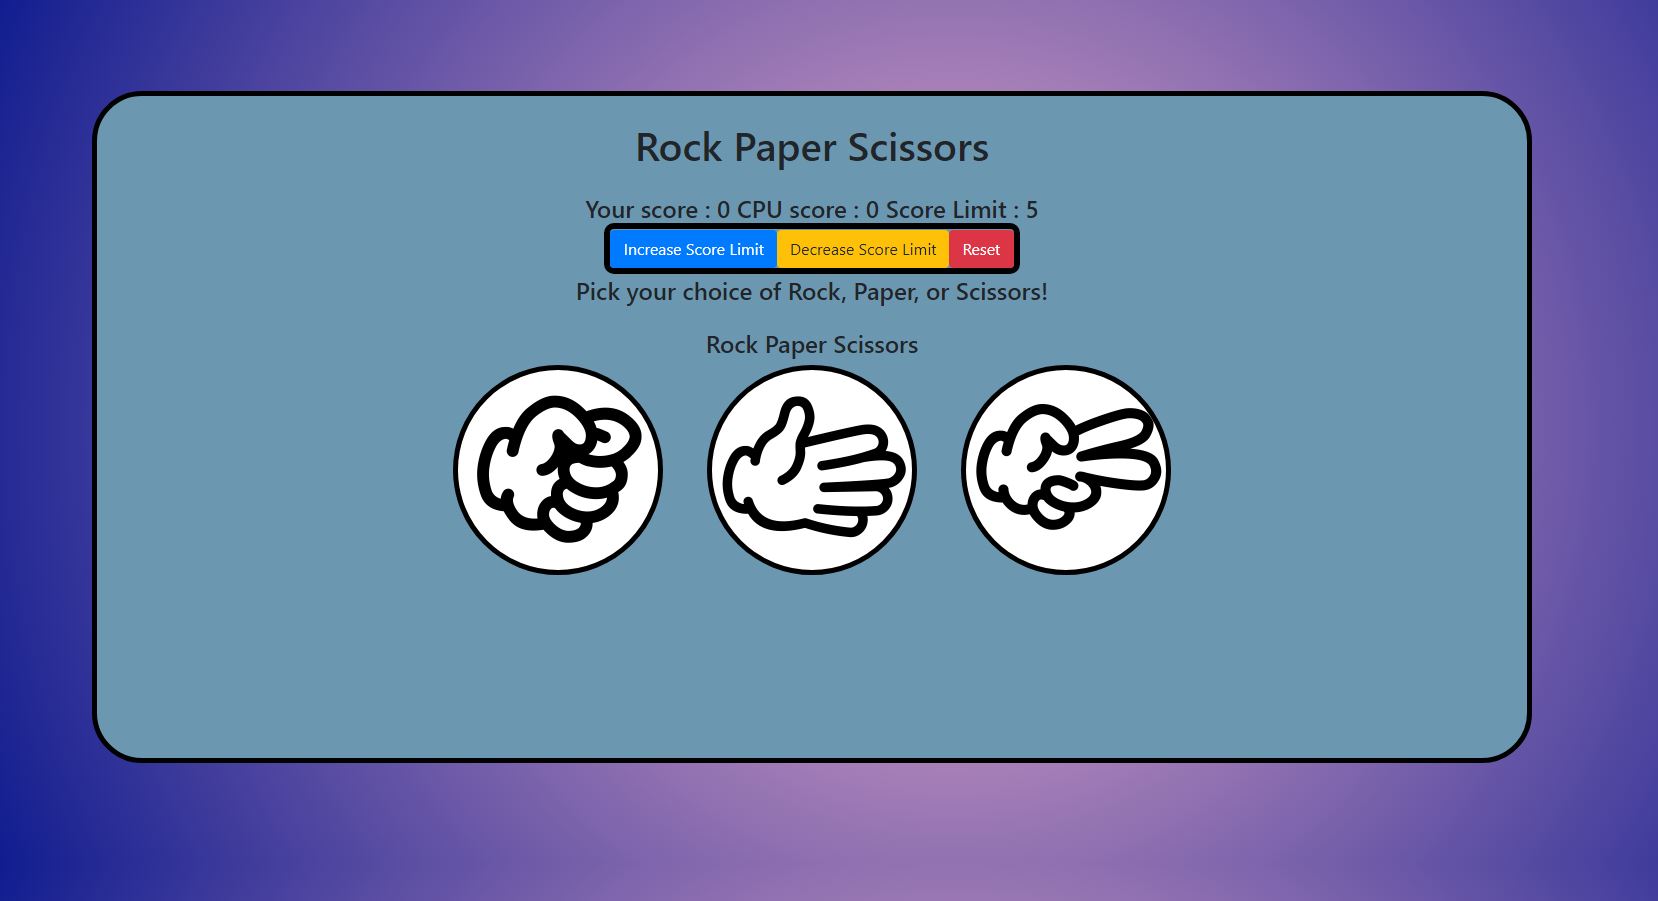 Rock Paper Scissors
Your score : 0 CPU score : 0 Score Limit : 5
Increase Score Limit Decrease Score Limit Reset
Pick your choice of Rock, Paper, or Scissors!
Rock Paper Scissors